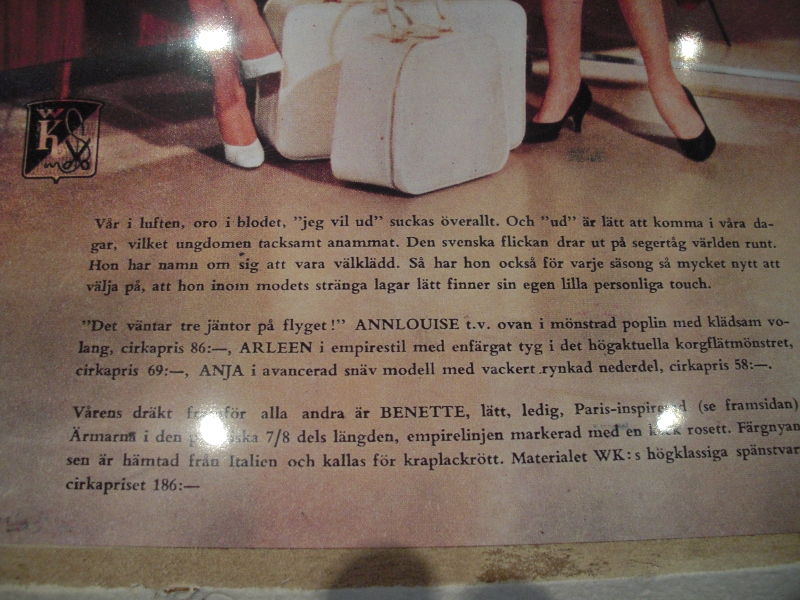 WK
mode
Vår i luften, oro i blodet, ”jeg vil ud” suckas överallt. Och ”ud” är lätt att komma i våra da-
gar, vilket ungdomen tacksamt anammat. Den svenska flickan drar ut på segertåg världen runt.
Hon har namn om sig att vara välklädd. Så har hon också för varje säsong så mycket nytt att
välja på, att hon inom modets stränga lagar lätt finner sin egen lilla personliga touch.
”Det väntar tre jäntor på flyget!” ANNLOUISE t.v. ovan i mönstrad poplin med klädsam vo-
lang, cirkapris 86:—, ARLEEN i empirestil med enfärgat tyg i det högaktuella korgflätmönstret,
cirkapris 69:—, ANJA i avancerad snäv modell med vackert rynkad nederdel, cirkapris 58:—.
Vårens dräkt framför alla andra är BENETTE, lätt, ledig, Paris-inspirerad (se framsidan)
Ärmarna i den 7/8 dels längden, empirelinjen markerad med en rosett. Färgnyan
sen är hämtad från Italien och kallas för kraplackrött. Materialet WK:s högklassiga spänstvar
cirkapriset 186:—